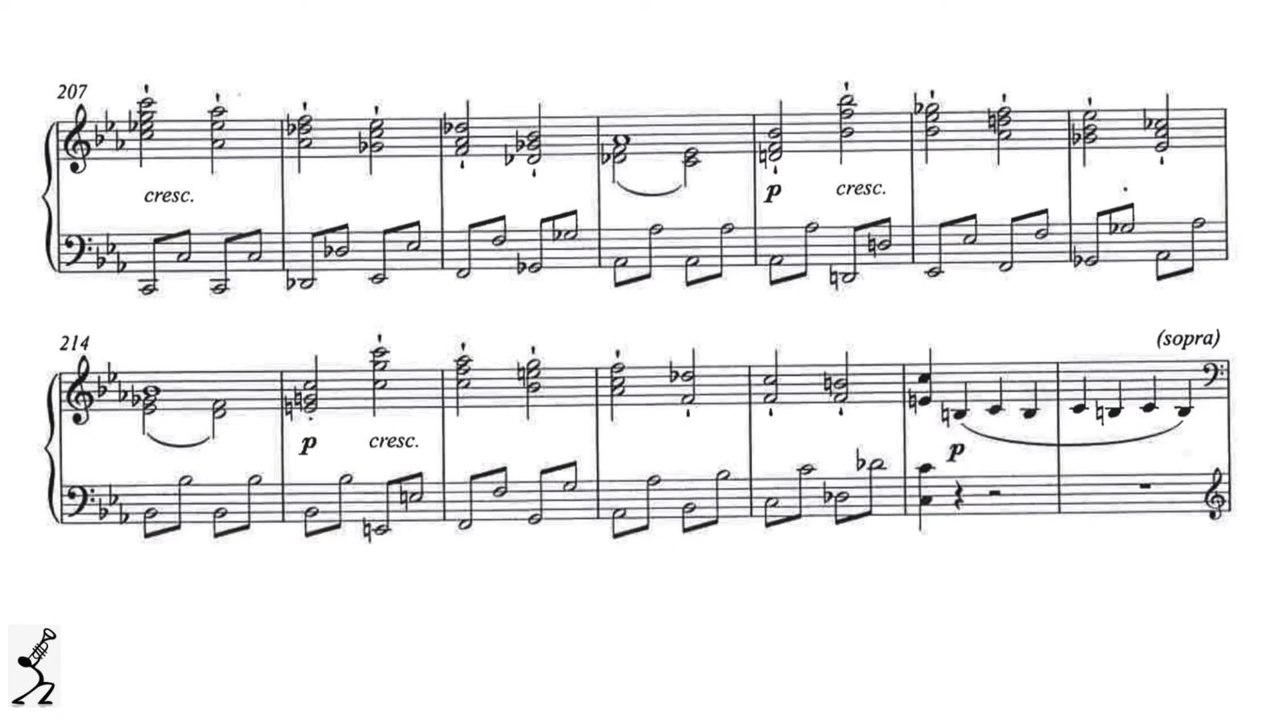 207
cresc.
p cresc.
214
(sopra)
p cresc.
p